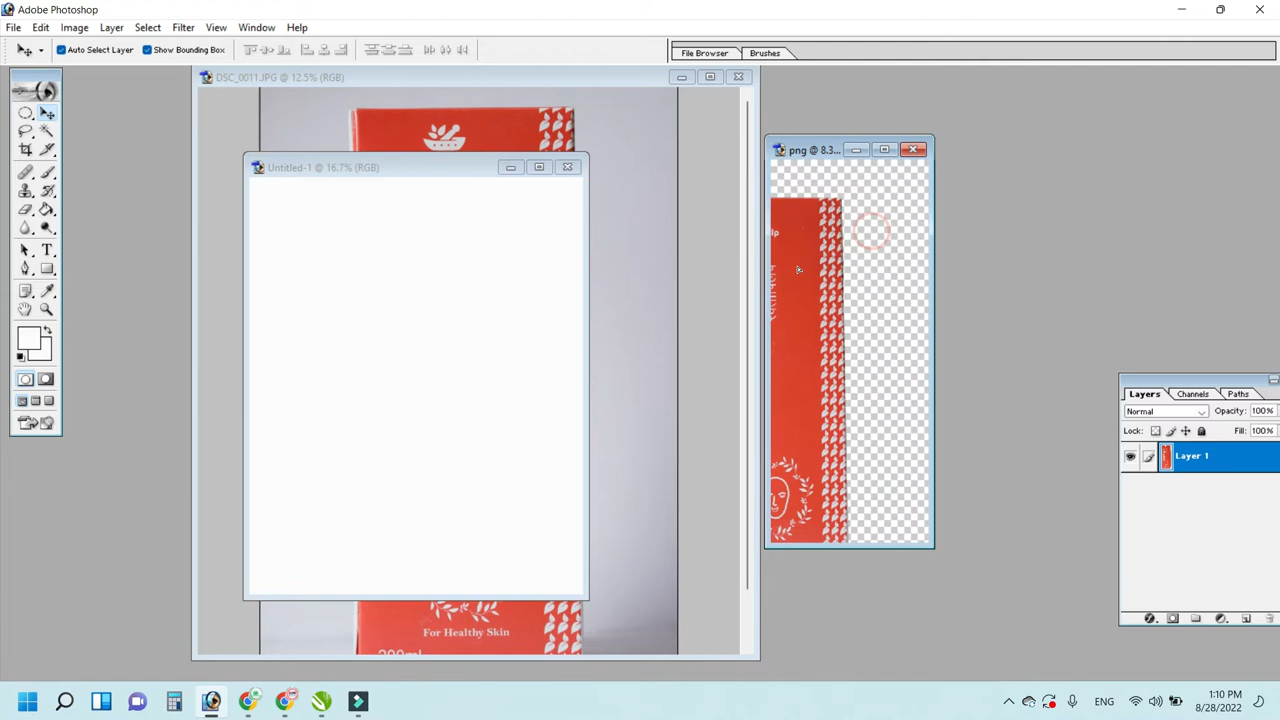 Adobe Photoshop
File Edit Image Layer Select Filter View Window Help
Auto Select Layer Show Bounding Box File Browser Brushes
DSC_0011.JPG @ 12.5% (RGB)
Untitled-1 @ 16.7% (RGB)
png @ 8.3...
ip
Layers Channels Paths
Normal Opacity: 100%
Lock: Fill: 100%
Layer 1
For Healthy Skin
200ml
T
ENG
1:10 PM
8/28/2022